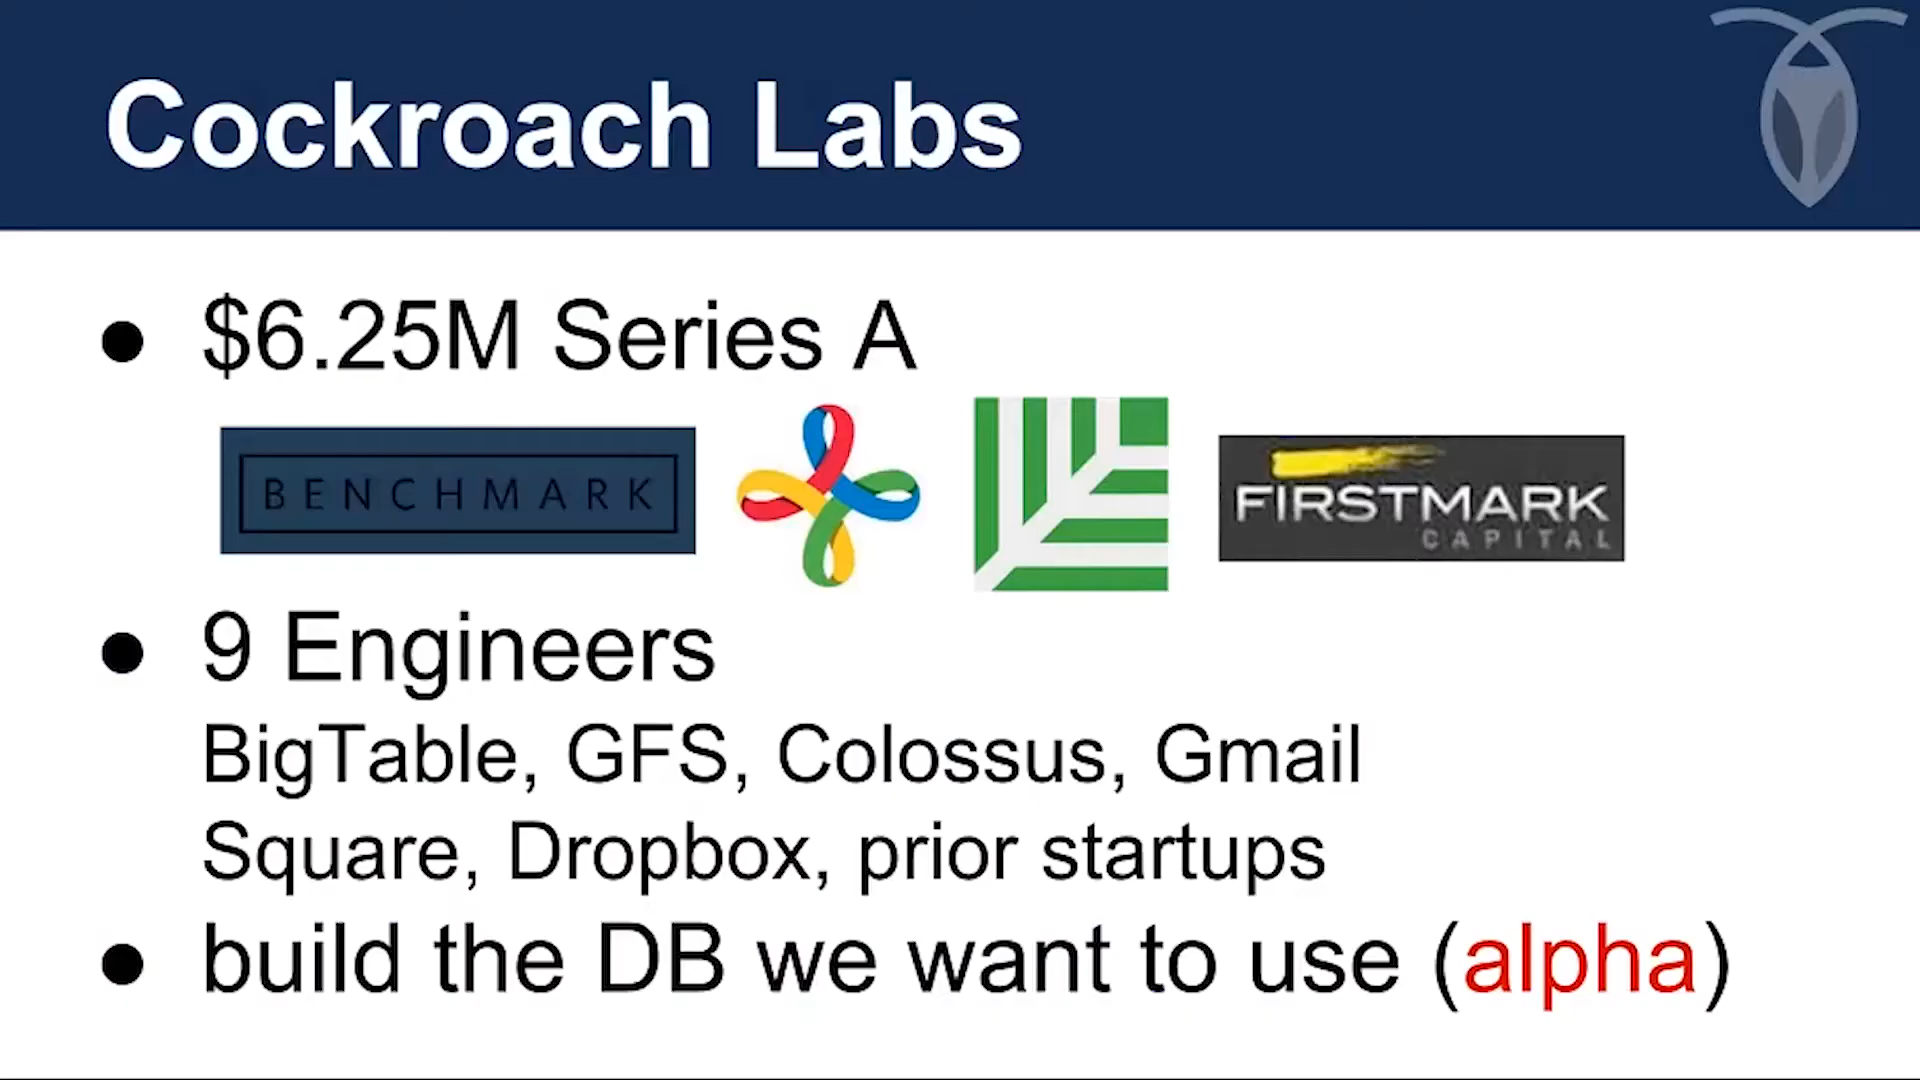 Cockroach Labs
● $6.25M Series A
BENCHMARK
FIRSTMARK
CAPITAL
● 9 Engineers
BigTable, GFS, Colossus, Gmail
Square, Dropbox, prior startups
● build the DB we want to use (alpha)